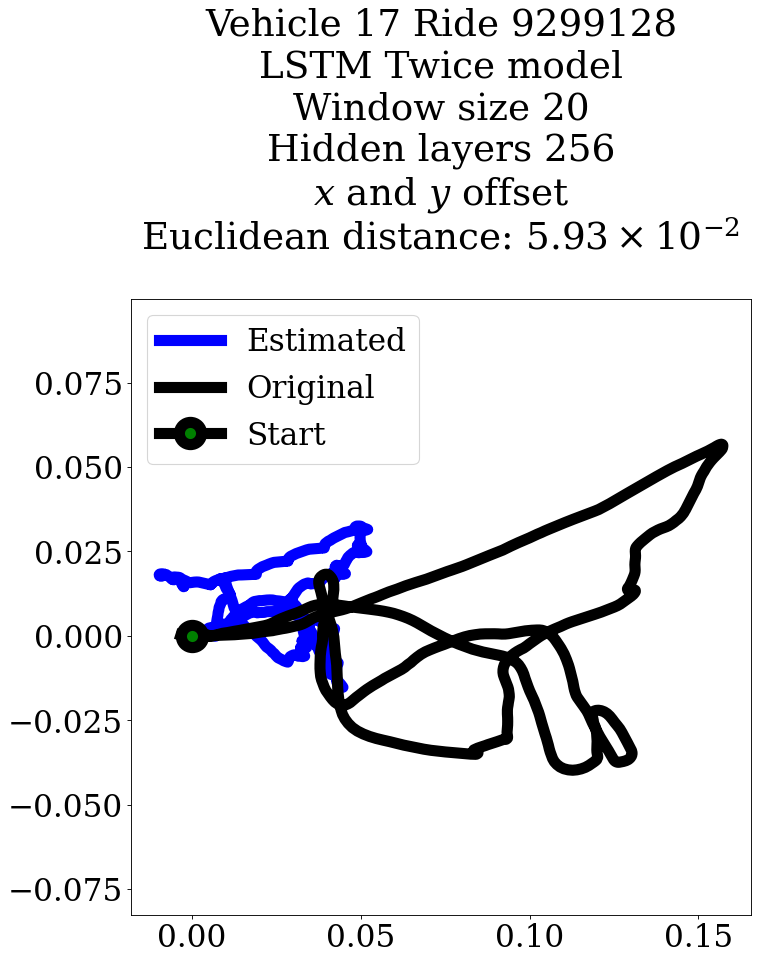 Vehicle 17 Ride 9299128
LSTM Twice model
Window size 20
Hidden layers 256
x and y offset
Euclidean distance: 5.93 × 10⁻²
Estimated
Original
Start
0.075
0.050
0.025
0.000
−0.025
−0.050
−0.075
0.00 0.05 0.10 0.15